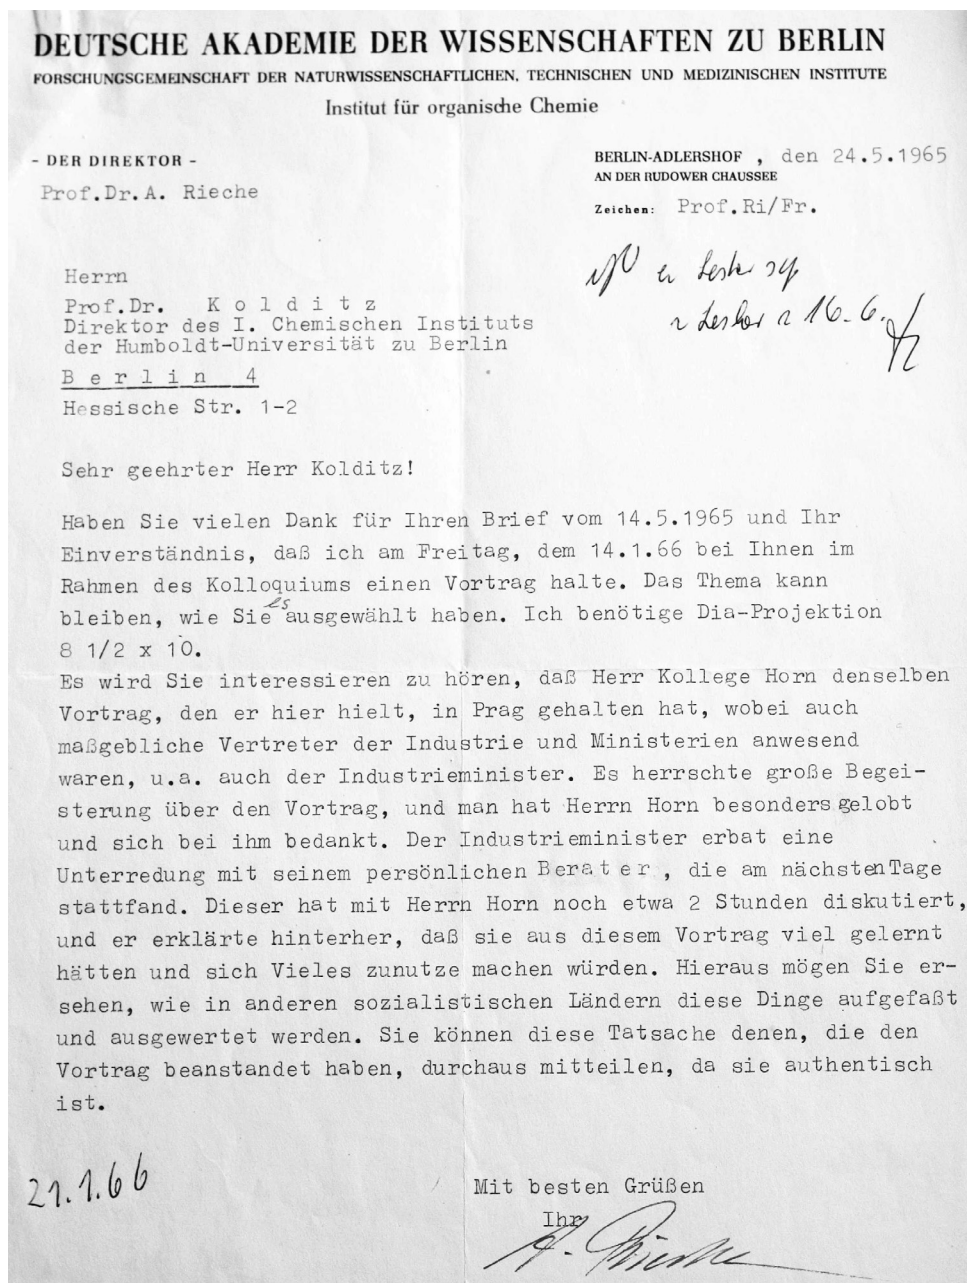 DEUTSCHE AKADEMIE DER WISSENSCHAFTEN ZU BERLIN
FORSCHUNGSGEMEINSCHAFT DER NATURWISSENSCHAFTLICHEN, TECHNISCHEN UND MEDIZINISCHEN INSTITUTE
Institut für organische Chemie
- DER DIREKTOR -
Prof.Dr.A. Rieche
BERLIN-ADLERSHOF , den 24.5.1965
AN DER RUDOWER CHAUSSEE
Zeichen: Prof.Ri/Fr.
16.6.
Herrn
Prof.Dr. K o l d i t z
Direktor des I. Chemischen Instituts
der Humboldt-Universität zu Berlin
B e r l i n 4
Hessische Str. 1-2
Sehr geehrter Herr Kolditz!
Haben Sie vielen Dank für Ihren Brief vom 14.5.1965 und Ihr
Einverständnis, daß ich am Freitag, dem 14.1.66 bei Ihnen im
Rahmen des Kolloquiums einen Vortrag halte. Das Thema kann
bleiben, wie Sie es ausgewählt haben. Ich benötige Dia-Projektion
8 1/2 x 10.
Es wird Sie interessieren zu hören, daß Herr Kollege Horn denselben
Vortrag, den er hier hielt, in Prag gehalten hat, wobei auch
maßgebliche Vertreter der Industrie und Ministerien anwesend
waren, u.a. auch der Industrieminister. Es herrschte große Begei-
sterung über den Vortrag, und man hat Herrn Horn besonders gelobt
und sich bei ihm bedankt. Der Industrieminister erbat eine
Unterredung mit seinem persönlichen Berater, die am nächsten Tage
stattfand. Dieser hat mit Herrn Horn noch etwa 2 Stunden diskutiert,
und er erklärte hinterher, daß sie aus diesem Vortrag viel gelernt
hätten und sich Vieles zunutze machen würden. Hieraus mögen Sie er-
sehen, wie in anderen sozialistischen Ländern diese Dinge aufgefaßt
und ausgewertet werden. Sie können diese Tatsache denen, die den
Vortrag beanstandet haben, durchaus mitteilen, da sie authentisch
ist.
21.1.66
Mit besten Grüßen
Ihr
A. Rieche